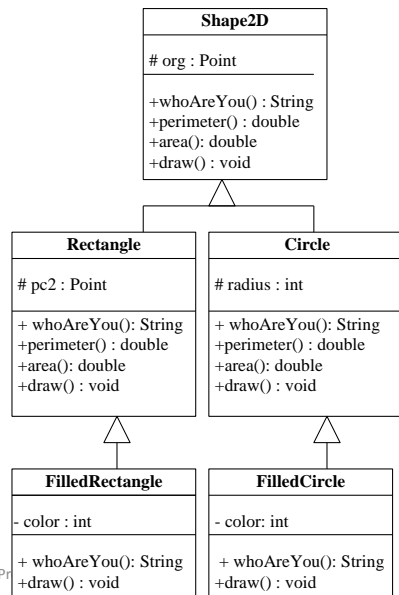 Shape2D
# org : Point
+whoAreYou() : String
+perimeter() : double
+area(): double
+draw() : void
Rectangle
# pc2 : Point
+ whoAreYou(): String
+perimeter() : double
+area(): double
+draw() : void
Circle
# radius : int
+ whoAreYou(): String
+perimeter() : double
+area(): double
+draw() : void
FilledRectangle
- color : int
+ whoAreYou(): String
+draw() : void
FilledCircle
- color: int
+ whoAreYou(): String
+draw() : void